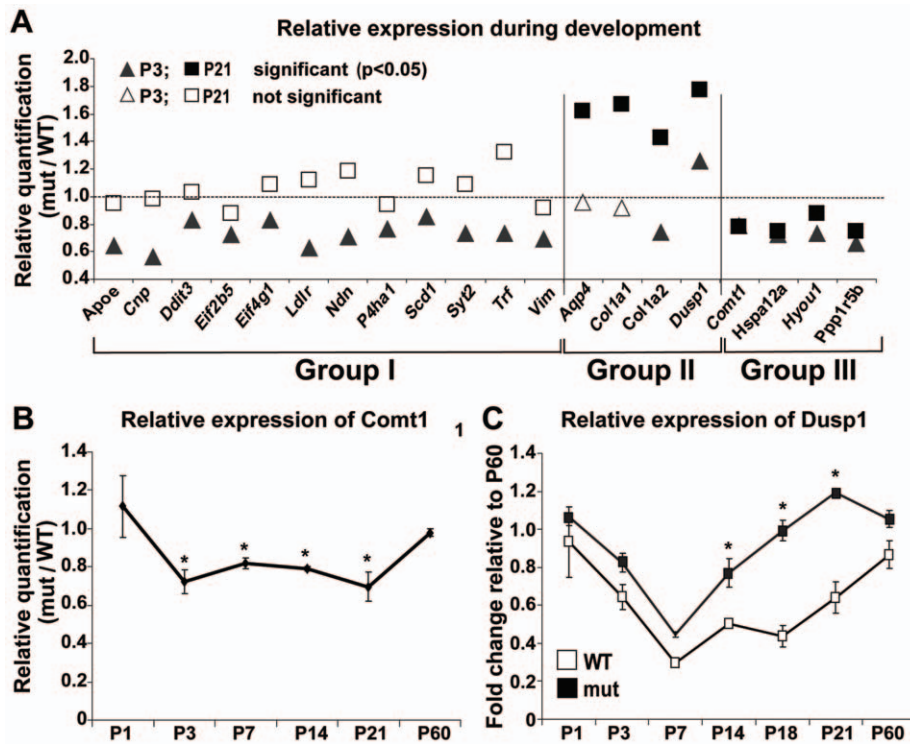 A
Relative expression during development
Relative quantification
(mut / WT)
2.0
1.8
1.6
1.4
1.2
1.0
0.8
0.6
0.4
P3; P21 significant (p<0.05)
P3; P21 not significant
Apoe
Cnp
Ddit3
Eif2b5
Eif4g1
Ldlr
Ndn
P4ha1
Scd1
Syt2
Trf
Vim
Aqp4
Col1a1
Col1a2
Dusp1
Comt1
Hspa12a
Hyou1
Ppp1r5b
Group I
Group II
Group III
B
Relative expression of Comt1
1
Relative quantification
(mut / WT)
1.4
1.2
1.0
0.8
0.6
0.4
0.2
0
*
*
*
*
P1 P3 P7 P14 P21 P60
C
Relative expression of Dusp1
Fold change relative to P60
1.4
1.2
1.0
0.8
0.6
0.4
0.2
0
*
*
*
WT
mut
P1 P3 P7 P14 P18 P21 P60